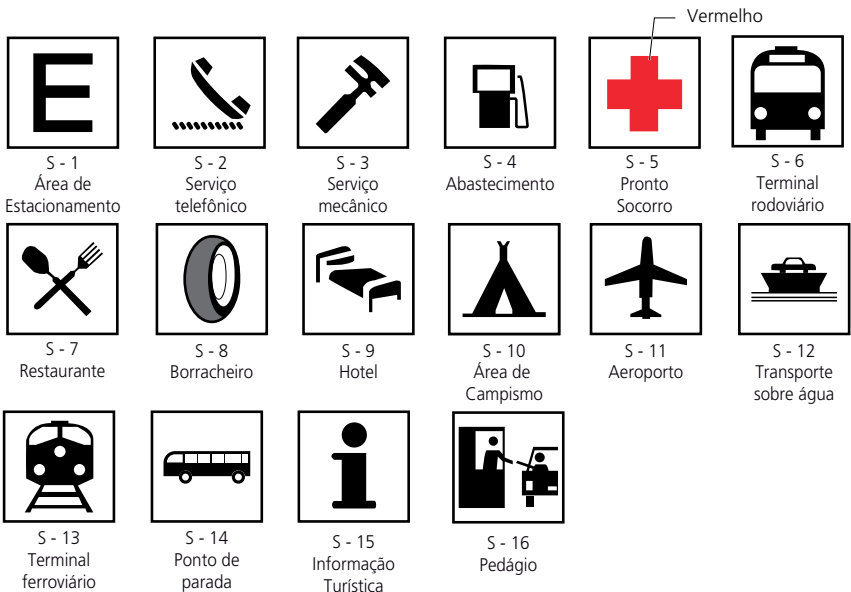 Vermelho
E
S - 1
Área de
Estacionamento
S - 2
Serviço
telefônico
S - 3
Serviço
mecânico
S - 4
Abastecimento
S - 5
Pronto
Socorro
S - 6
Terminal
rodoviário
S - 7
Restaurante
S - 8
Borracheiro
S - 9
Hotel
S - 10
Área de
Campismo
S - 11
Aeroporto
S - 12
Transporte
sobre água
S - 13
Terminal
ferroviário
S - 14
Ponto de
parada
i
S - 15
Informação
Turística
S - 16
Pedágio